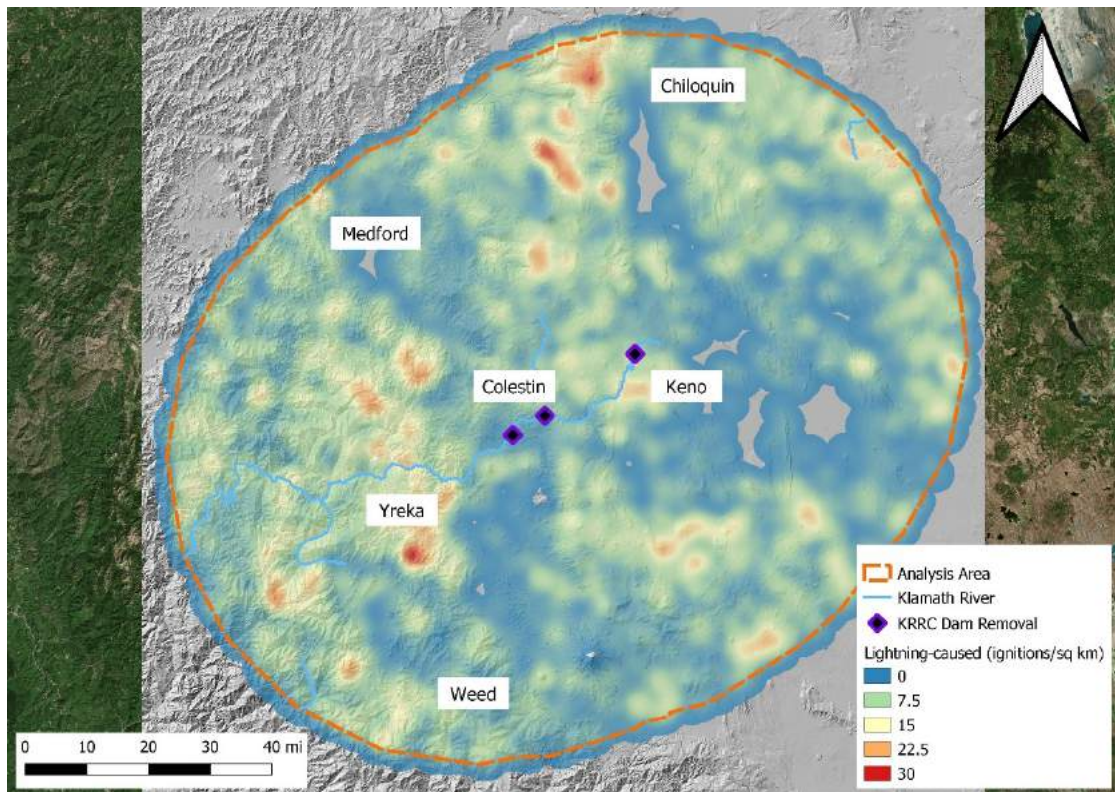 Chiloquin
Medford
Colestin
Keno
Yreka
Weed
Analysis Area
Klamath River
KRRC Dam Removal
Lightning-caused (ignitions/sq km)
0
7.5
15
22.5
30
0 10 20 30 40 mi